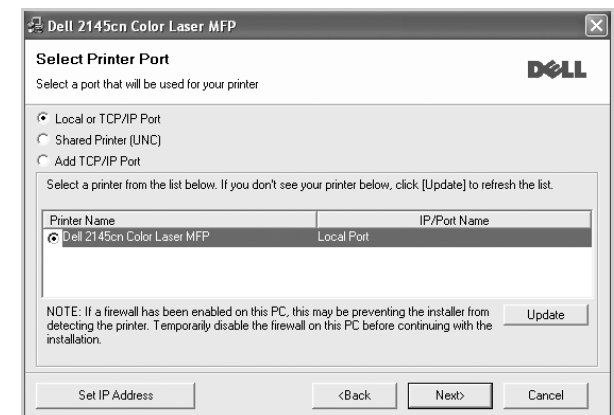 Dell 2145cn Color Laser MFP
Select Printer Port
Select a port that will be used for your printer
DELL
Local or TCP/IP Port
Shared Printer (UNC)
Add TCP/IP Port
Select a printer from the list below. If you don't see your printer below, click [Update] to refresh the list.
Printer Name IP/Port Name
Dell 2145cn Color Laser MFP Local Port
NOTE: If a firewall has been enabled on this PC, this may be preventing the installer from
detecting the printer. Temporarily disable the firewall on this PC before continuing with the
installation.
Update
Set IP Address <Back Next> Cancel